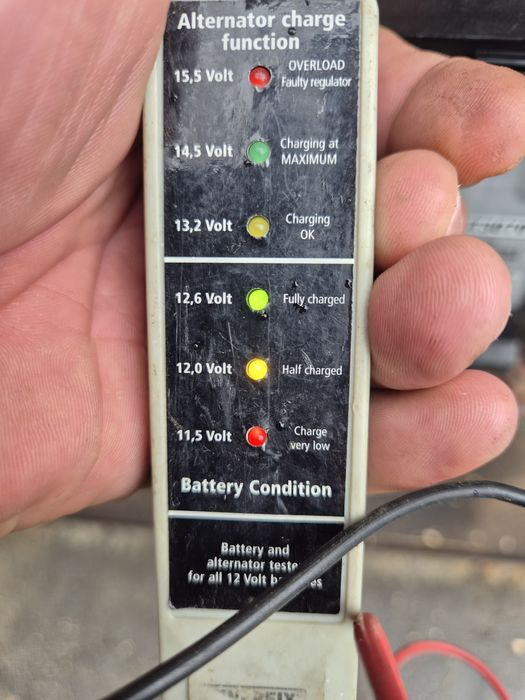 Alternator charge
function
15,5 Volt OVERLOAD
Faulty regulator
14,5 Volt Charging at
MAXIMUM
13,2 Volt Charging
OK
12,6 Volt Fully charged
12,0 Volt Half charged
11,5 Volt Charge
very low
Battery Condition
Battery and
alternator teste
for all 12 Volt